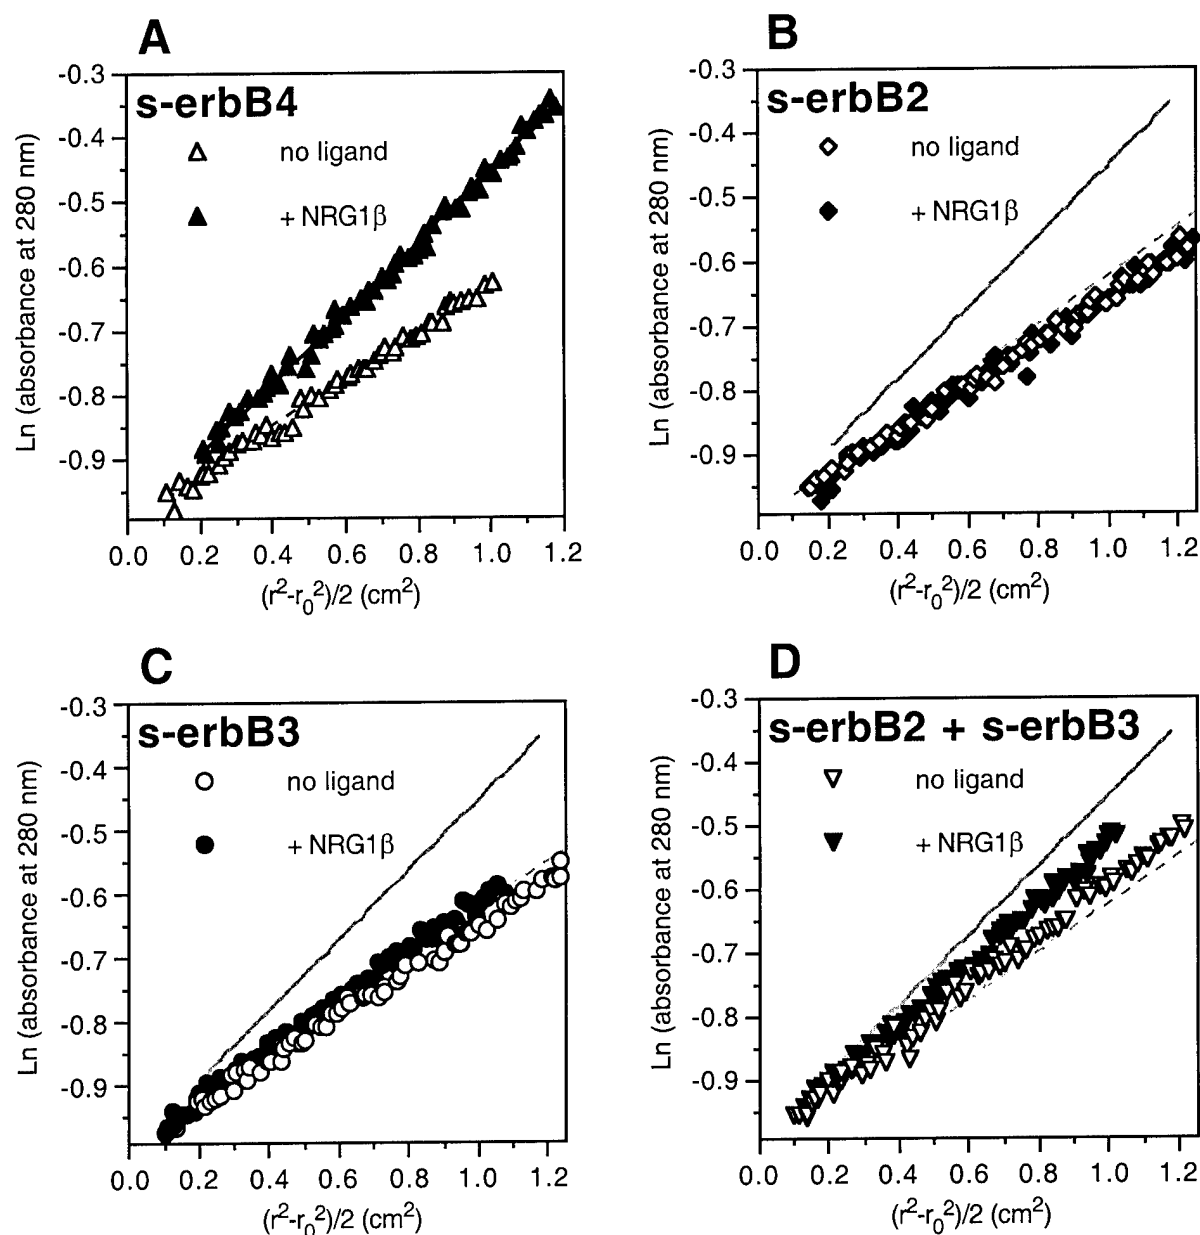 A
s-erbB4
no ligand
+ NRG1β
Ln (absorbance at 280 nm)
-0.3
-0.4
-0.5
-0.6
-0.7
-0.8
-0.9
0.0 0.2 0.4 0.6 0.8 1.0 1.2
(r²-r₀²)/2 (cm²)
B
s-erbB2
no ligand
+ NRG1β
Ln (absorbance at 280 nm)
-0.3
-0.4
-0.5
-0.6
-0.7
-0.8
-0.9
0.0 0.2 0.4 0.6 0.8 1.0 1.2
(r²-r₀²)/2 (cm²)
C
s-erbB3
no ligand
+ NRG1β
Ln (absorbance at 280 nm)
-0.3
-0.4
-0.5
-0.6
-0.7
-0.8
-0.9
0.0 0.2 0.4 0.6 0.8 1.0 1.2
(r²-r₀²)/2 (cm²)
D
s-erbB2 + s-erbB3
no ligand
+ NRG1β
Ln (absorbance at 280 nm)
-0.3
-0.4
-0.5
-0.6
-0.7
-0.8
-0.9
0.0 0.2 0.4 0.6 0.8 1.0 1.2
(r²-r₀²)/2 (cm²)